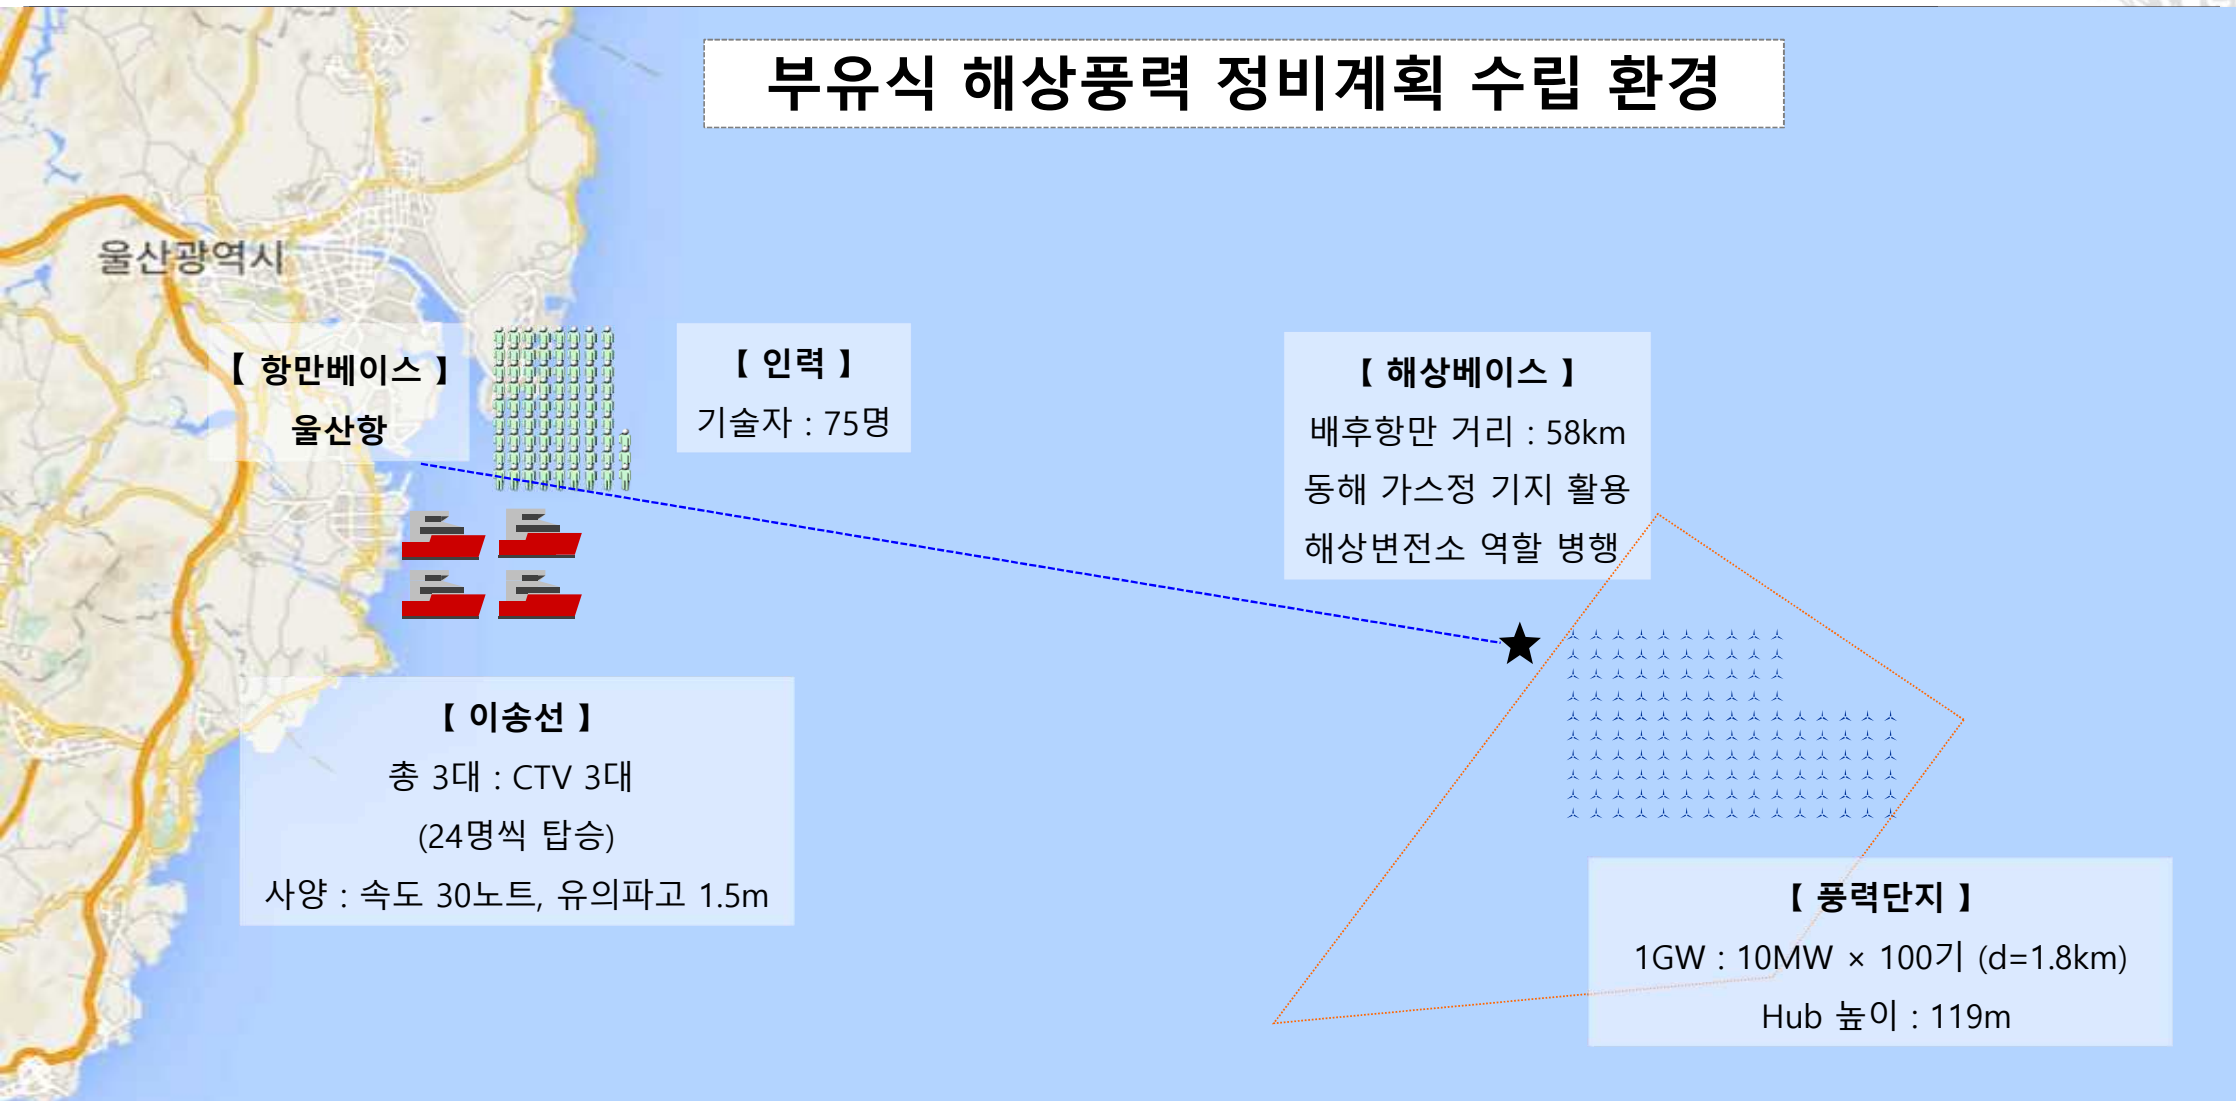 부유식 해상풍력 정비계획 수립 환경
울산광역시
【 항만베이스 】
울산항
【 인력 】
기술자 : 75명
【 해상베이스 】
배후항만 거리 : 58km
동해 가스정 기지 활용
해상변전소 역할 병행
【 이송선 】
총 3대 : CTV 3대
(24명씩 탑승)
사양 : 속도 30노트, 유의파고 1.5m
【 풍력단지 】
1GW : 10MW × 100기 (d=1.8km)
Hub 높이 : 119m